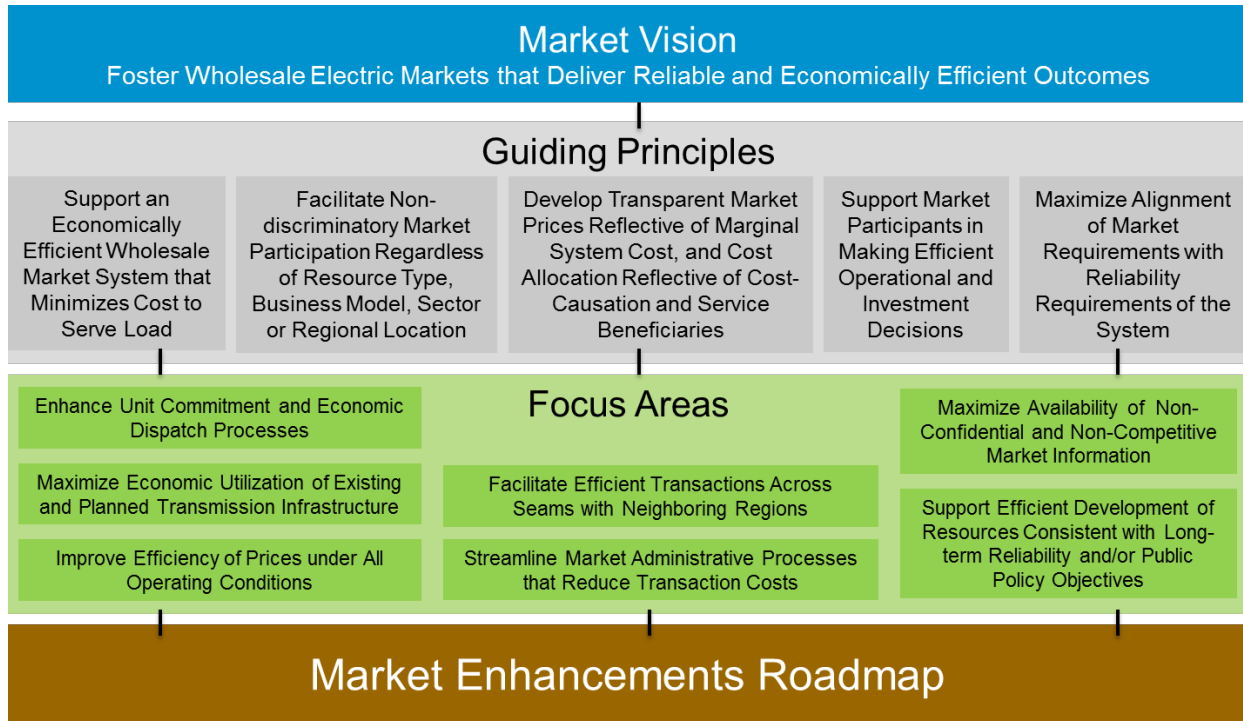 Market Vision
Foster Wholesale Electric Markets that Deliver Reliable and Economically Efficient Outcomes
Guiding Principles
Support an
Economically
Efficient Wholesale
Market System that
Minimizes Cost to
Serve Load
Facilitate Non-
discriminatory Market
Participation Regardless
of Resource Type,
Business Model, Sector
or Regional Location
Develop Transparent Market
Prices Reflective of Marginal
System Cost, and Cost
Allocation Reflective of Cost-
Causation and Service
Beneficiaries
Support Market
Participants in
Making Efficient
Operational and
Investment
Decisions
Maximize Alignment
of Market
Requirements with
Reliability
Requirements of the
System
Focus Areas
Enhance Unit Commitment and Economic
Dispatch Processes
Maximize Economic Utilization of Existing
and Planned Transmission Infrastructure
Improve Efficiency of Prices under All
Operating Conditions
Facilitate Efficient Transactions Across
Seams with Neighboring Regions
Streamline Market Administrative Processes
that Reduce Transaction Costs
Maximize Availability of Non-
Confidential and Non-Competitive
Market Information
Support Efficient Development of
Resources Consistent with Long-
term Reliability and/or Public
Policy Objectives
Market Enhancements Roadmap